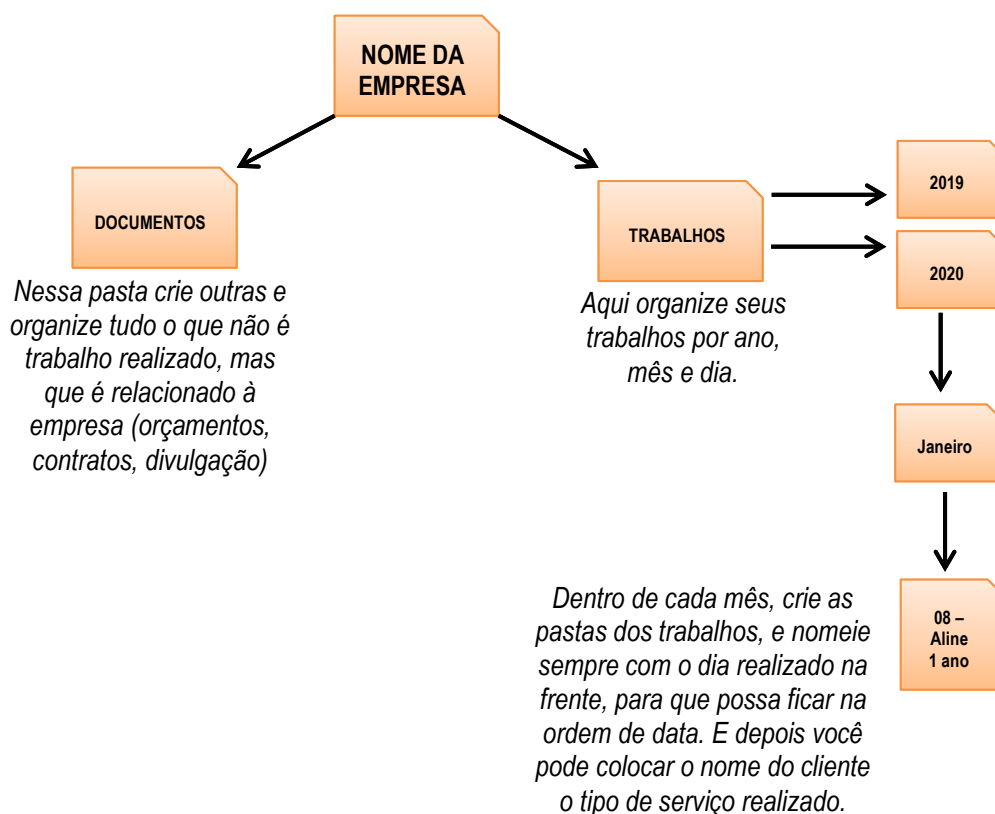 NOME DA
EMPRESA
DOCUMENTOS
Nessa pasta crie outras e
organize tudo o que não é
trabalho realizado, mas
que é relacionado à
empresa (orçamentos,
contratos, divulgação)
TRABALHOS
Aqui organize seus
trabalhos por ano,
mês e dia.
2019
2020
Janeiro
08 –
Aline
1 ano
Dentro de cada mês, crie as
pastas dos trabalhos, e nomeie
sempre com o dia realizado na
frente, para que possa ficar na
ordem de data. E depois você
pode colocar o nome do cliente
o tipo de serviço realizado.